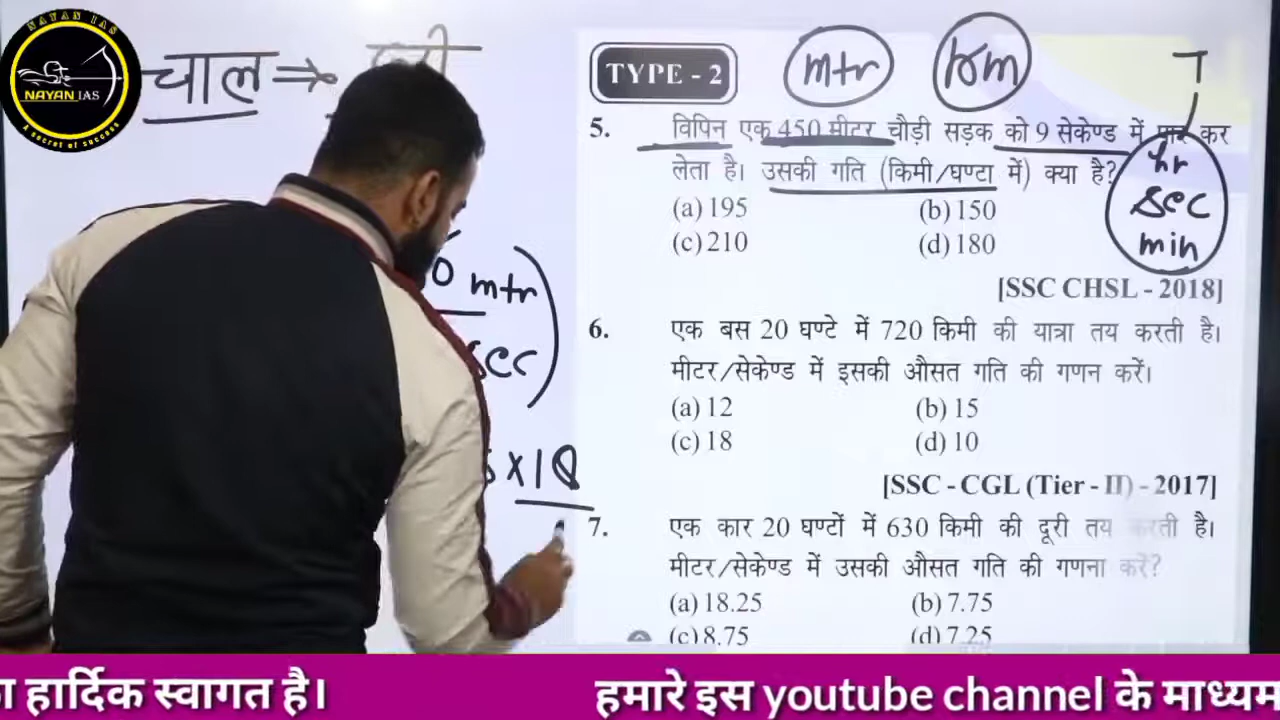 NAYAN IAS
NAYAN IAS
A secret of success
चाल ⇒
mtr
sec
×18
TYPE - 2
mtr
km
T
hr
sec
min
5. विपिन एक 450 मीटर चौड़ी सड़क को 9 सेकेण्ड में पार कर
लेता है। उसकी गति (किमी/घण्टा में) क्या है?
(a) 195 (b) 150
(c) 210 (d) 180
[SSC CHSL - 2018]
6. एक बस 20 घण्टे में 720 किमी की यात्रा तय करती है।
मीटर/सेकेण्ड में इसकी औसत गति की गणन करें।
(a) 12 (b) 15
(c) 18 (d) 10
[SSC - CGL (Tier - II) - 2017]
7. एक कार 20 घण्टों में 630 किमी की दूरी तय करती है।
मीटर/सेकेण्ड में उसकी औसत गति की गणना करें?
(a) 18.25 (b) 7.75
(c) 8.75 (d) 7.25
हार्दिक स्वागत है। हमारे इस youtube channel के माध्यम